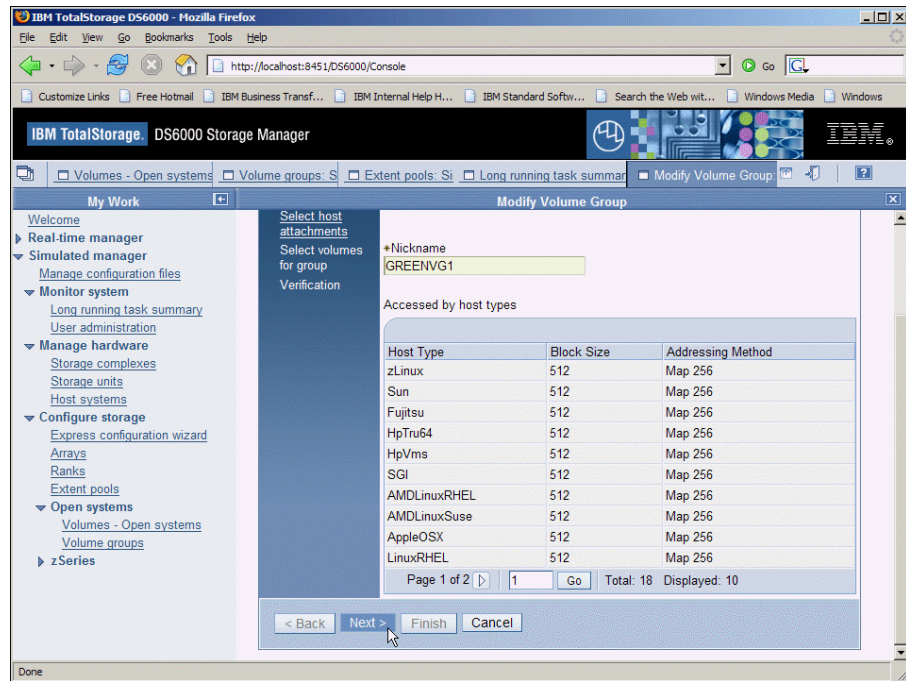 IBM TotalStorage DS6000 - Mozilla Firefox
File Edit View Go Bookmarks Tools Help
http://localhost:8451/DS6000/Console
Go
G
Customize Links Free Hotmail IBM Business Transf... IBM Internal Help H... IBM Standard Softw... Search the Web wit... Windows Media Windows
IBM TotalStorage. DS6000 Storage Manager
IBM
Volumes - Open systems Volume groups: S Extent pools: Si Long running task summar Modify Volume Group: ?
My Work
Modify Volume Group
Welcome
Real-time manager
Simulated manager
Manage configuration files
Monitor system
Long running task summary
User administration
Manage hardware
Storage complexes
Storage units
Host systems
Configure storage
Express configuration wizard
Arrays
Ranks
Extent pools
Open systems
Volumes - Open systems
Volume groups
zSeries
Select host
attachments
Select volumes
for group
Verification
*Nickname
GREENVG1
Accessed by host types
Host Type Block Size Addressing Method
zLinux 512 Map 256
Sun 512 Map 256
Fujitsu 512 Map 256
HpTru64 512 Map 256
HpVms 512 Map 256
SGI 512 Map 256
AMDLinuxRHEL 512 Map 256
AMDLinuxSuse 512 Map 256
AppleOSX 512 Map 256
LinuxRHEL 512 Map 256
Page 1 of 2 1 Go Total: 18 Displayed: 10
< Back Next > Finish Cancel
Done